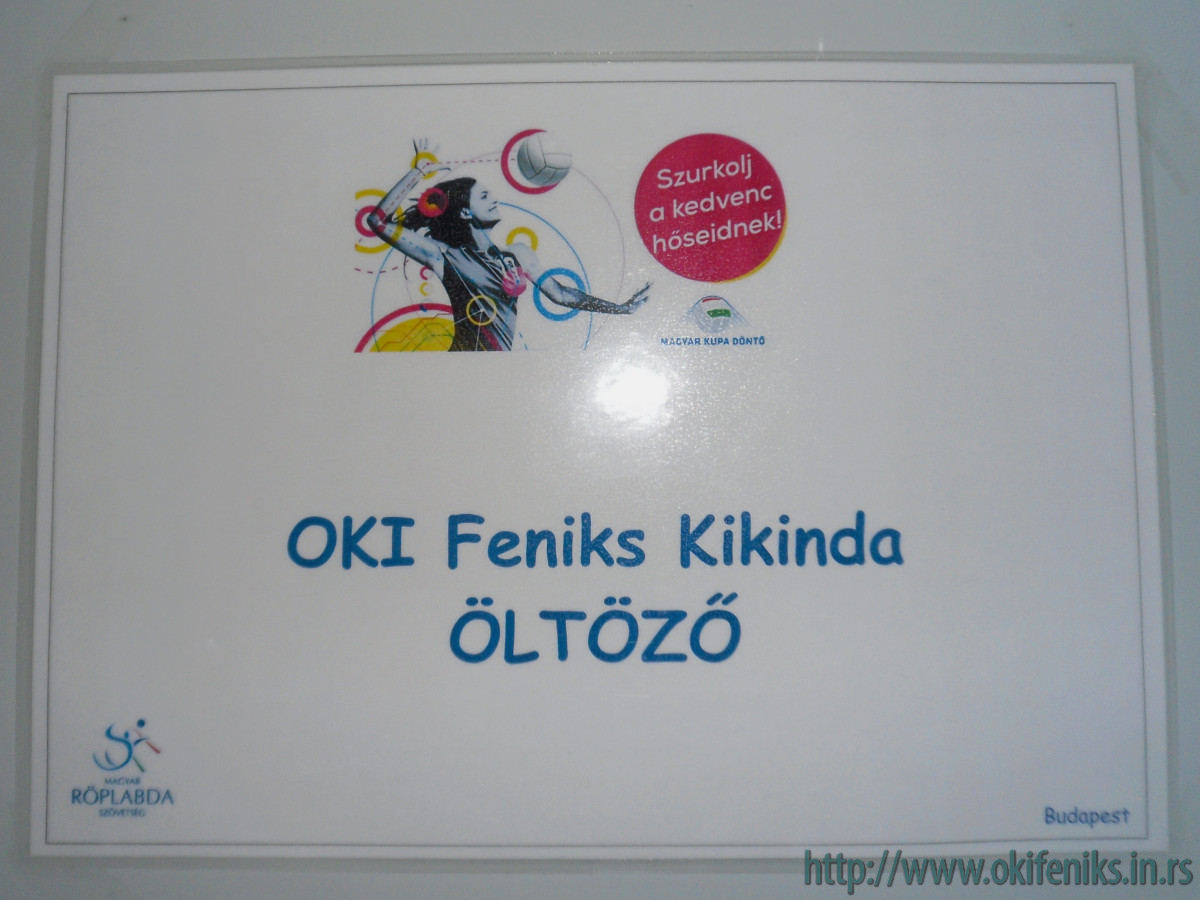 Szurkolj
a kedvenc
hőseidnek!
MAGYAR KUPA DÖNTŐ
OKI Feniks Kikinda
ÖLTÖZŐ
MAGYAR
RÖPLABDA
SZÖVETSÉG
Budapest
http://www.okifeniks.in.rs